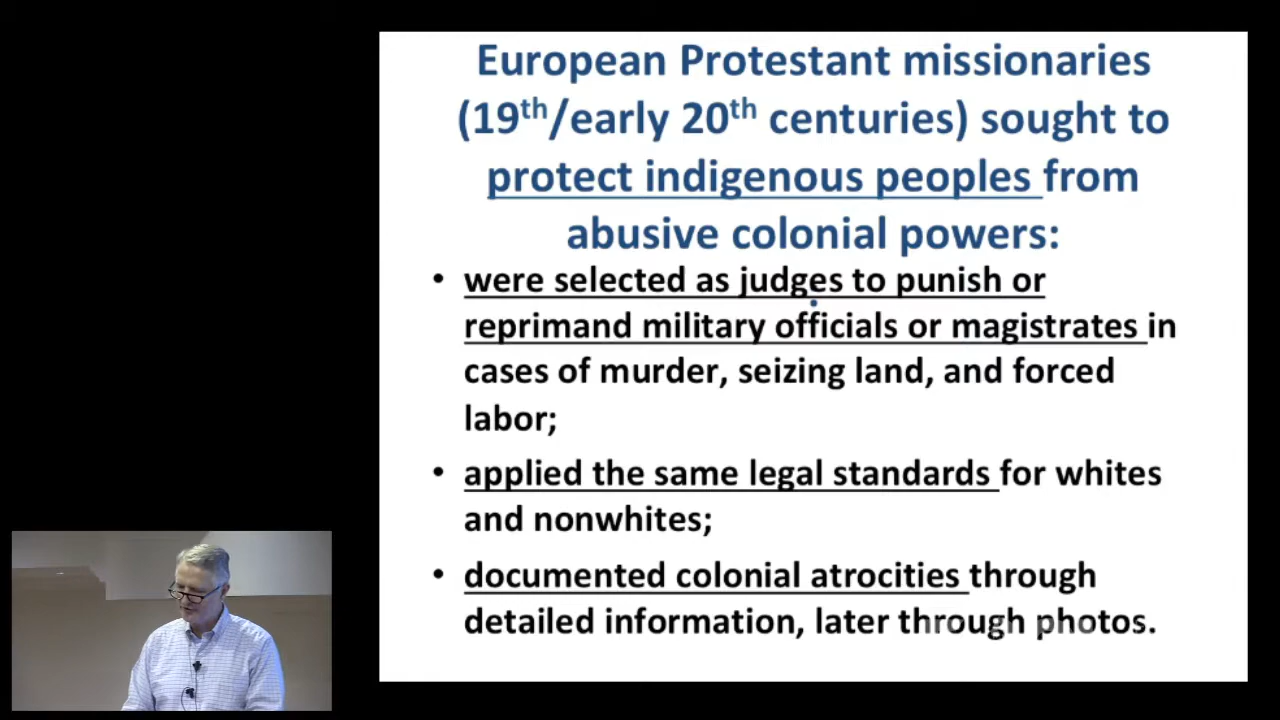 European Protestant missionaries
(19th/early 20th centuries) sought to
protect indigenous peoples from
abusive colonial powers:
• were selected as judges to punish or
reprimand military officials or magistrates in
cases of murder, seizing land, and forced
labor;
• applied the same legal standards for whites
and nonwhites;
• documented colonial atrocities through
detailed information, later through photos.